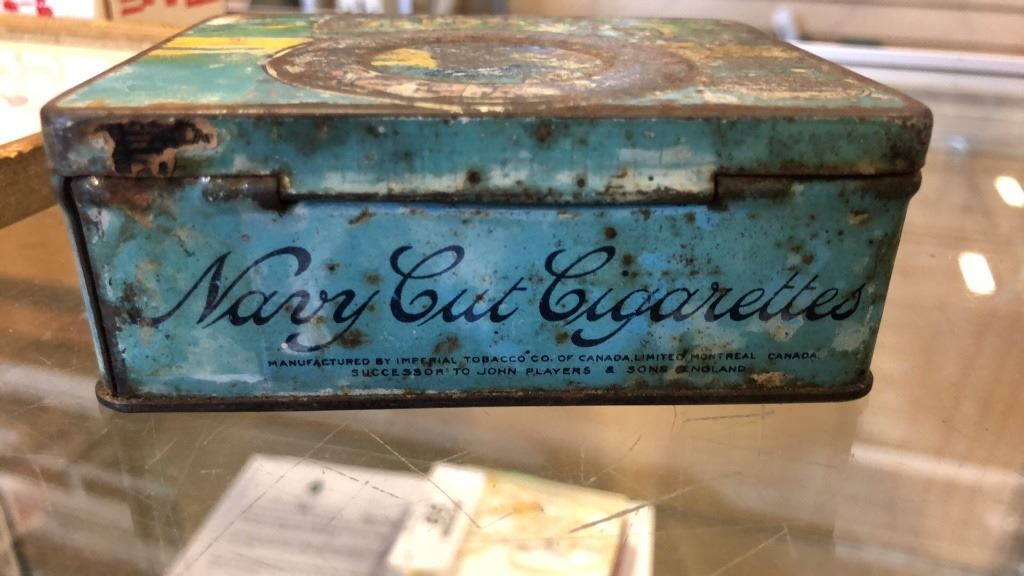 Navy Cut Cigarettes
MANUFACTURED BY IMPERIAL TOBACCO CO. OF CANADA, LIMITED, MONTREAL CANADA.
SUCCESSOR TO JOHN PLAYERS & SONS ENGLAND